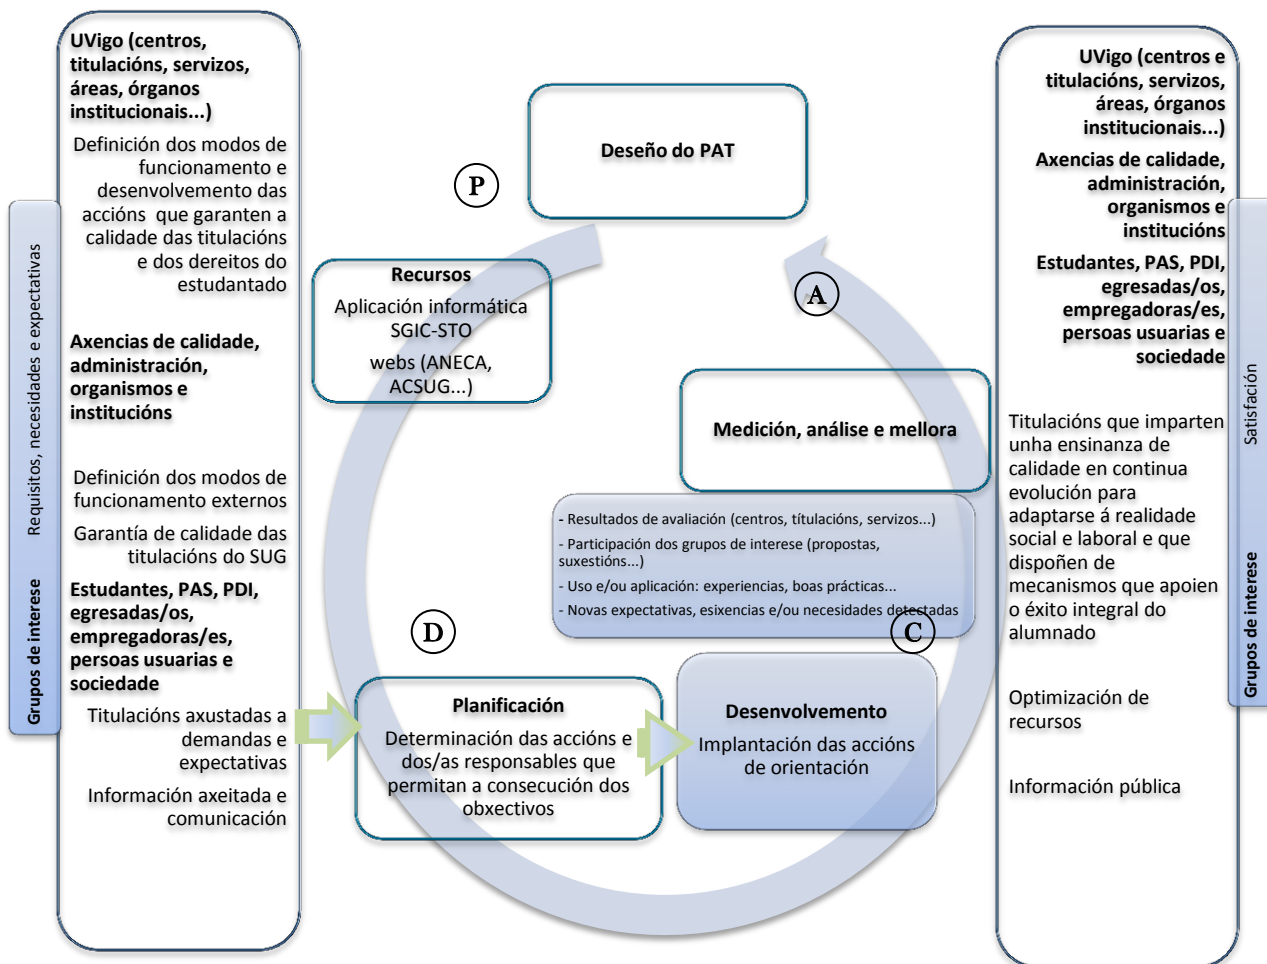 Grupos de interese
Requisitos, necesidades e expectativas
UVigo (centros,
titulacións, servizos,
áreas, órganos
institucionais...)
Definición dos modos de
funcionamento e
desenvolvemento das
accións que garanten a
calidade das titulacións
e dos dereitos do
estudantado
Axencias de calidade,
administración,
organismos e
institucións
Definición dos modos de
funcionamento externos
Garantía de calidade das
titulacións do SUG
Estudantes, PAS, PDI,
egresadas/os,
empregadoras/es,
persoas usuarias e
sociedade
Titulacións axustadas a
demandas e
expectativas
Información axeitada e
comunicación
P
Deseño do PAT
Recursos
Aplicación informática
SGIC-STO
webs (ANECA,
ACSUG...)
A
Medición, análise e mellora
- Resultados de avaliación (centros, títulacións, servizos...)
- Participación dos grupos de interese (propostas,
suxestións...)
- Uso e/ou aplicación: experiencias, boas prácticas...
- Novas expectativas, esixencias e/ou necesidades detectadas
D
C
Planificación
Determinación das accións e
dos/as responsables que
permitan a consecución dos
obxectivos
Desenvolvemento
Implantación das accións
de orientación
UVigo (centros e
titulacións, servizos,
áreas, órganos
institucionais...)
Axencias de calidade,
administración,
organismos e
institucións
Estudantes, PAS, PDI,
egresadas/os,
empregadoras/es,
persoas usuarias e
sociedade
Titulacións que imparten
unha ensinanza de
calidade en continua
evolución para
adaptarse á realidade
social e laboral e que
dispoñen de
mecanismos que apoien
o éxito integral do
alumnado
Optimización de
recursos
Información pública
Grupos de interese
Satisfación